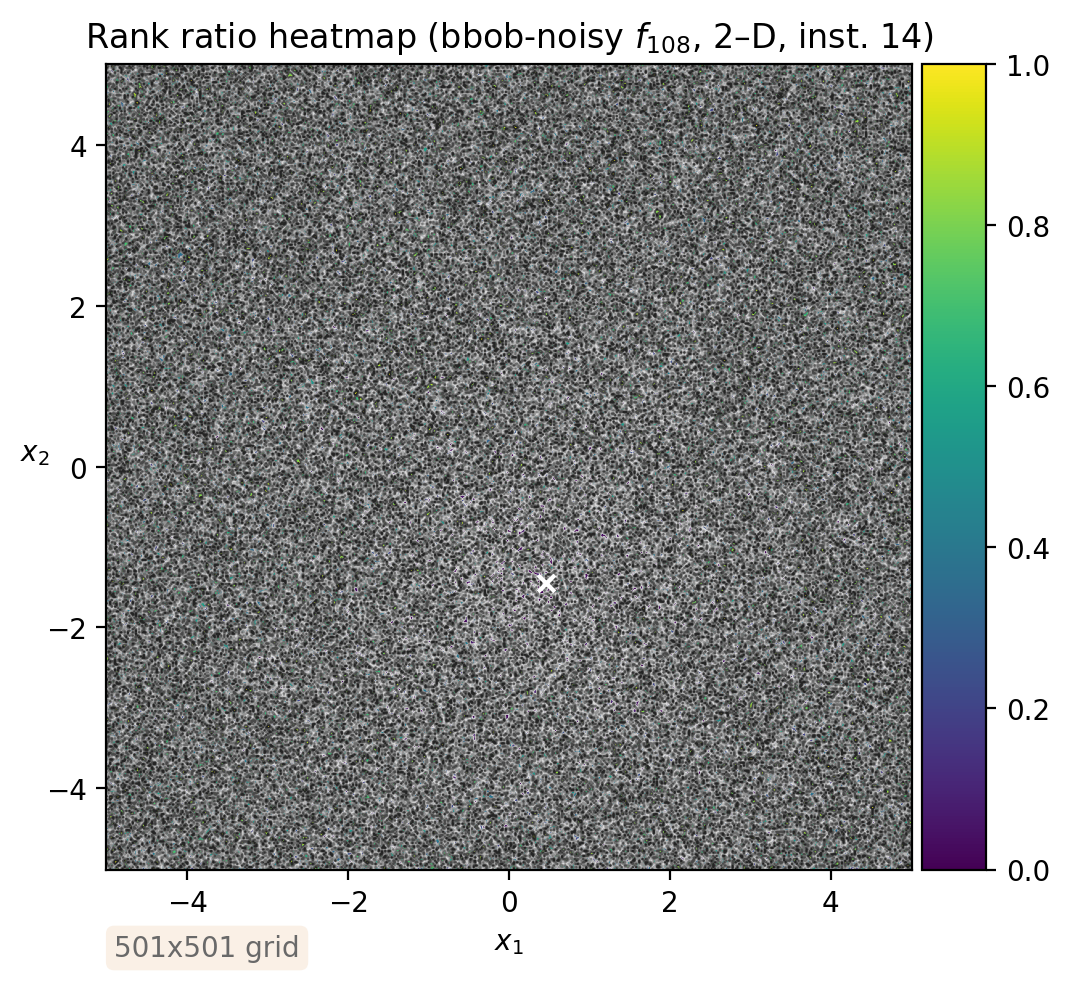 Rank ratio heatmap (bbob-noisy f₁₀₈, 2–D, inst. 14)
1.0
0.8
0.6
0.4
0.2
0.0
4
2
0
−2
−4
x₂
−4 −2 0 2 4
x₁
501x501 grid